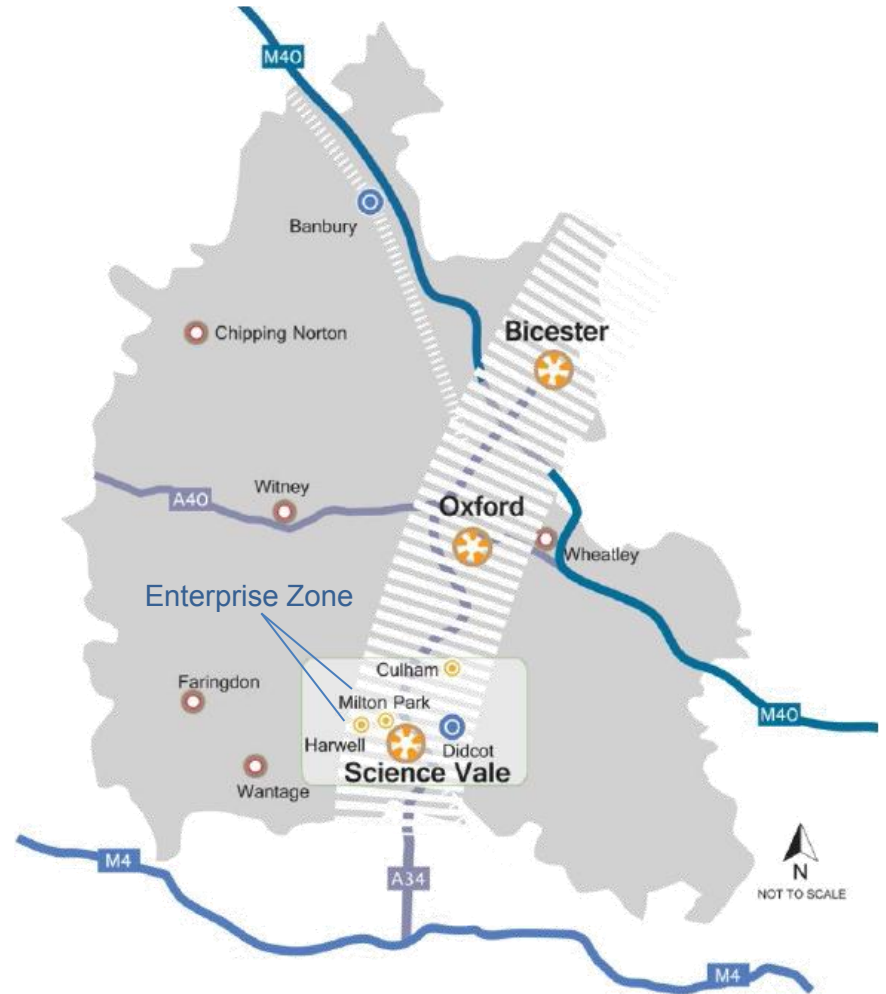 M40
Banbury
Chipping Norton
Bicester
A40
Witney
Oxford
Wheatley
Enterprise Zone
Culham
Faringdon
Milton Park
M40
Harwell
Didcot
Science Vale
Wantage
M4
A34
N
NOT TO SCALE
M4